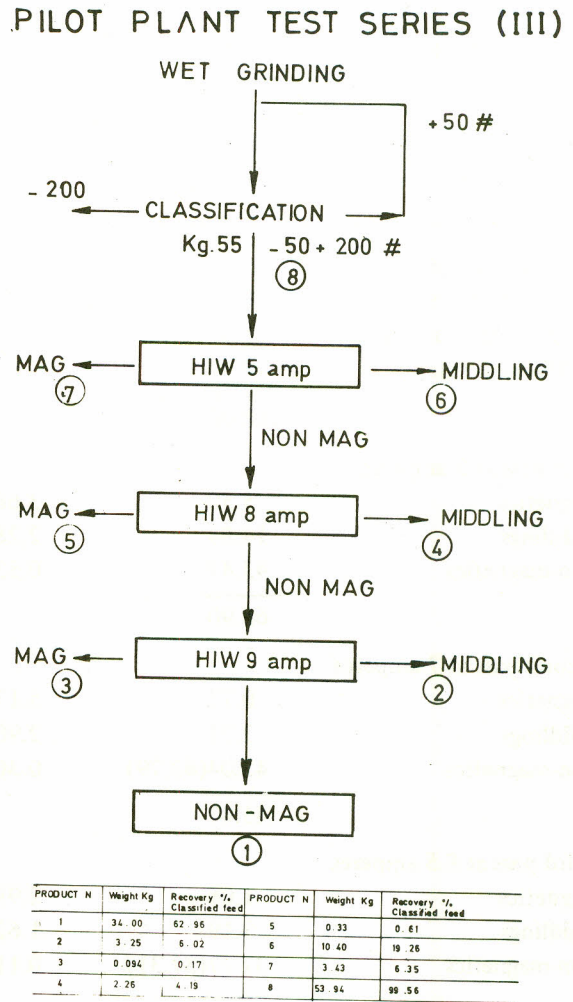 PILOT PLANT TEST SERIES (III)
WET GRINDING
+50 #
- 200
CLASSIFICATION
Kg.55 -50 + 200 #
8
MAG
HIW 5 amp
MIDDLING
7
6
NON MAG
MAG
HIW 8 amp
MIDDLING
5
4
NON MAG
MAG
HIW 9 amp
MIDDLING
3
2
NON-MAG
1
PRODUCT N Weight Kg Recovery % Classified feed PRODUCT N Weight Kg Recovery % Classified feed
1 34.00 62.96 5 0.33 0.61
2 3.25 6.02 6 10.40 19.26
3 0.094 0.17 7 3.43 6.35
4 2.26 4.19 8 53.94 99.56